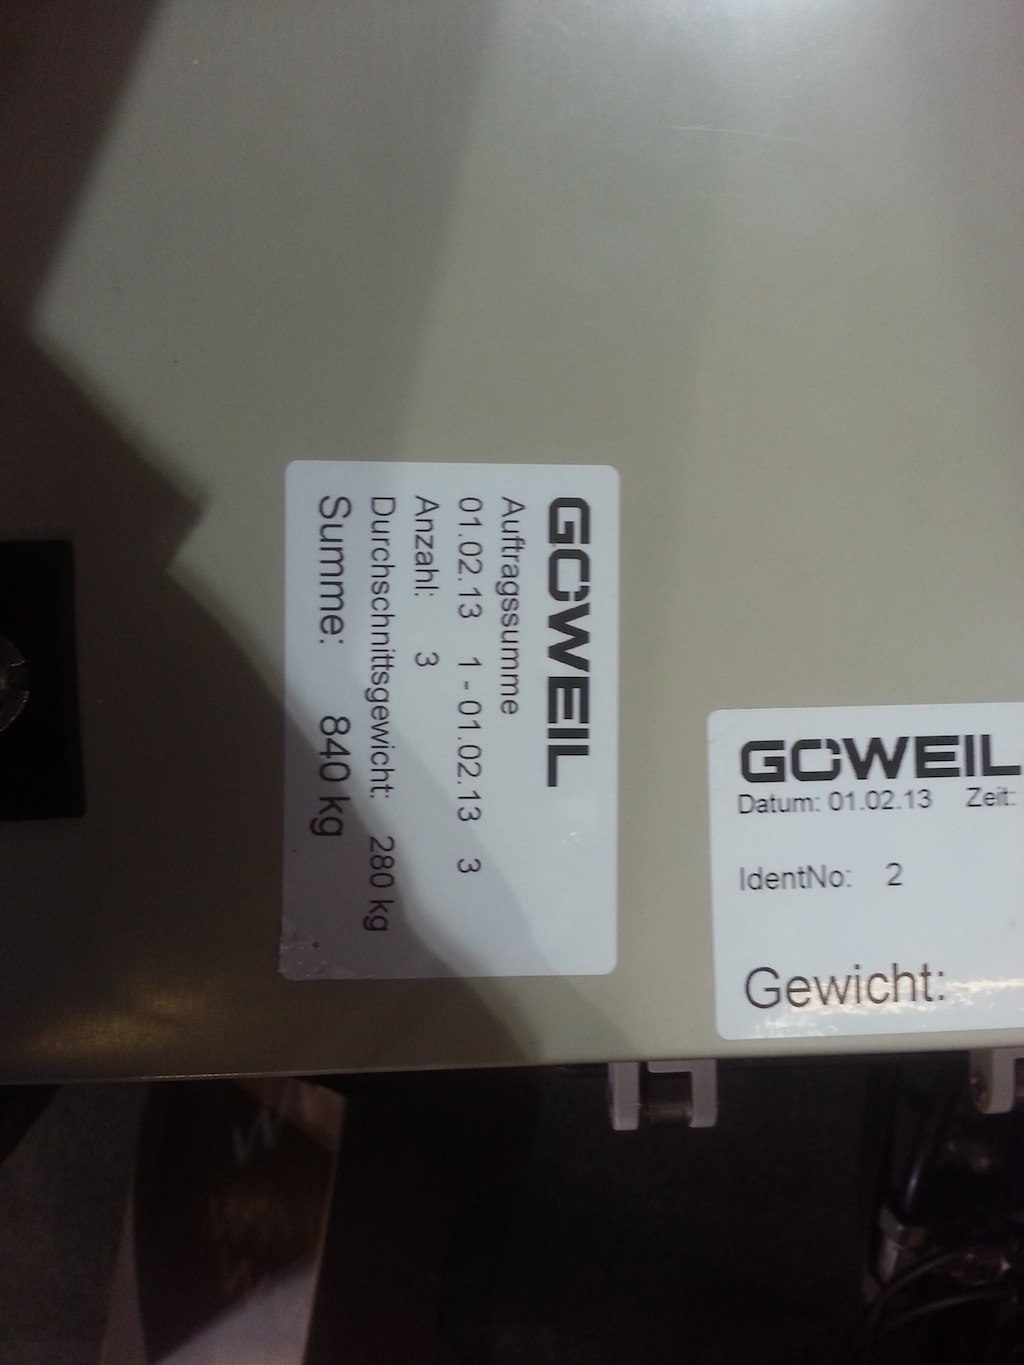 GÖWEIL
Auftragssumme
01.02.13 1 - 01.02.13 3
Anzahl: 3
Durchschnittsgewicht: 280 kg
Summe: 840 kg
GÖWEIL
Datum: 01.02.13 Zeit:
IdentNo: 2
Gewicht: